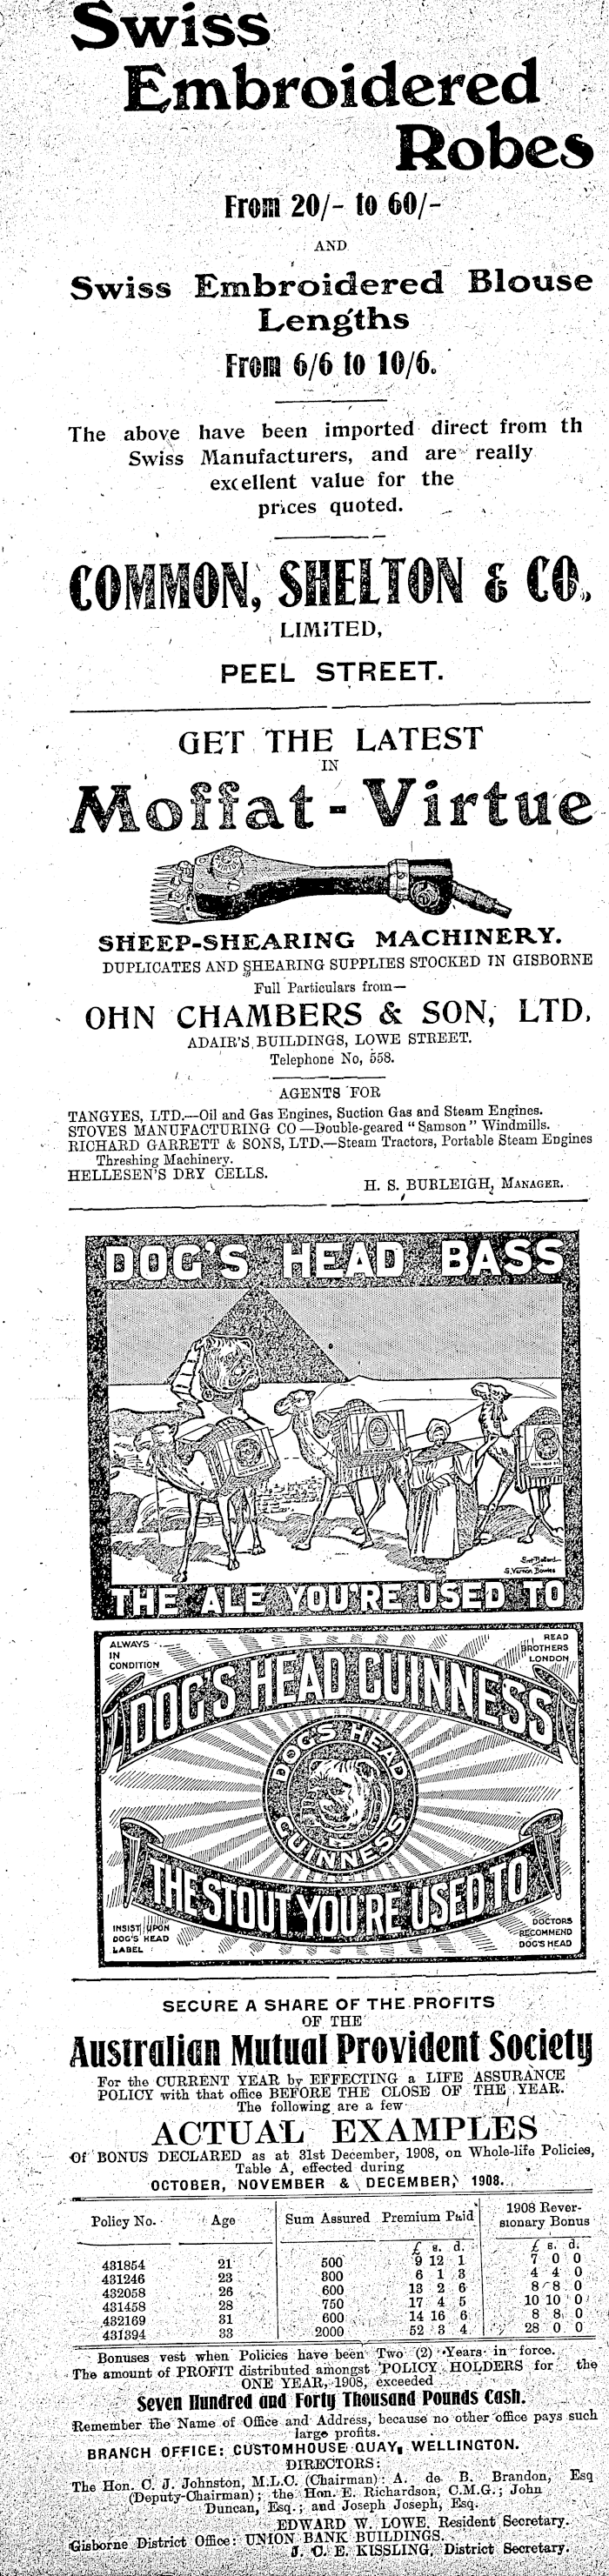 Swiss
Embroidered
Robes
From 20/- to 60/-
AND
Swiss Embroidered Blouse
Lengths
From 6/6 to 10/6.
The above have been imported direct from th
Swiss Manufacturers, and are really
excellent value for the
prices quoted.
COMMON, SHELTON & CO,
LIMITED,
PEEL STREET.
GET THE LATEST
IN
Moffat-Virtue
SHEEP-SHEARING MACHINERY.
DUPLICATES AND SHEARING SUPPLIES STOCKED IN GISBORNE
Full Particulars from—
OHN CHAMBERS & SON, LTD,
ADAIR'S BUILDINGS, LOWE STREET.
Telephone No, 558.
AGENTS FOR
TANGYES, LTD.—Oil and Gas Engines, Suction Gas and Steam Engines.
STOVES MANUFACTURING CO—Double-geared "Samson" Windmills.
RICHARD GARRETT & SONS, LTD,—Steam Tractors, Portable Steam Engines
Threshing Machinery.
HELLESEN'S DRY CELLS.
H. S. BURLEIGH, MANAGER.
DOG'S HEAD BASS
S. Vernon Bowles
THE ALE YOU'RE USED TO
ALWAYS
IN
CONDITION
READ
BROTHERS
LONDON
DOG'S HEAD GUINNESS
DOG'S HEAD
GUINNESS
THE STOUT YOU'RE USED TO
INSIST UPON
DOG'S HEAD
LABEL
DOCTORS
RECOMMEND
DOG'S HEAD
SECURE A SHARE OF THE PROFITS
OF THE
Australian Mutual Provident Society
For the CURRENT YEAR by EFFECTING a LIFE ASSURANCE
POLICY with that office BEFORE THE CLOSE OF THE YEAR.
The following are a few
ACTUAL EXAMPLES
Of BONUS DECLARED as at 31st December, 1908, on Whole-life Policies,
Table A, effected during
OCTOBER, NOVEMBER & DECEMBER, 1908.
Policy No. Age Sum Assured Premium Paid 1908 Rever-
sionary Bonus
£ s. d. £ s. d.
431854 21 500 9 12 1 7 0 0
431246 23 300 6 1 3 4 4 0
432058 26 600 13 2 6 8 8 0
431458 28 750 17 4 5 10 10 0
432169 31 600 14 16 6 8 8 0
431394 33 2000 52 3 4 28 0 0
Bonuses vest when Policies have been Two (2) Years in force.
The amount of PROFIT distributed amongst POLICY HOLDERS for the
ONE YEAR, 1908, exceeded
Seven Hundred and Forty Thousand Pounds Cash.
Remember the Name of Office and Address, because no other office pays such
large profits.
BRANCH OFFICE: CUSTOMHOUSE QUAY, WELLINGTON.
DIRECTORS:
The Hon. C. J. Johnston, M.L.C. (Chairman): A. de B. Brandon, Esq
(Deputy-Chairman); the Hon. E. Richardson, C.M.G.; John
Duncan, Esq.; and Joseph Joseph, Esq.
EDWARD W. LOWE, Resident Secretary.
Gisborne District Office: UNION BANK BUILDINGS.
J. C. E. KISSLING, District Secretary.